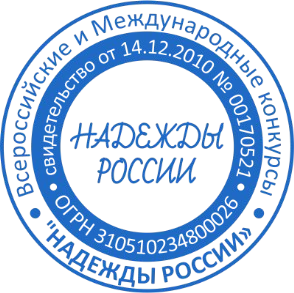 Всероссийские и Международные конкурсы
• "НАДЕЖДЫ РОССИИ» •
свидетельство от 14.12.2010 № 00170521
• ОГРН 310510234800026 •
НАДЕЖДЫ
РОССИИ